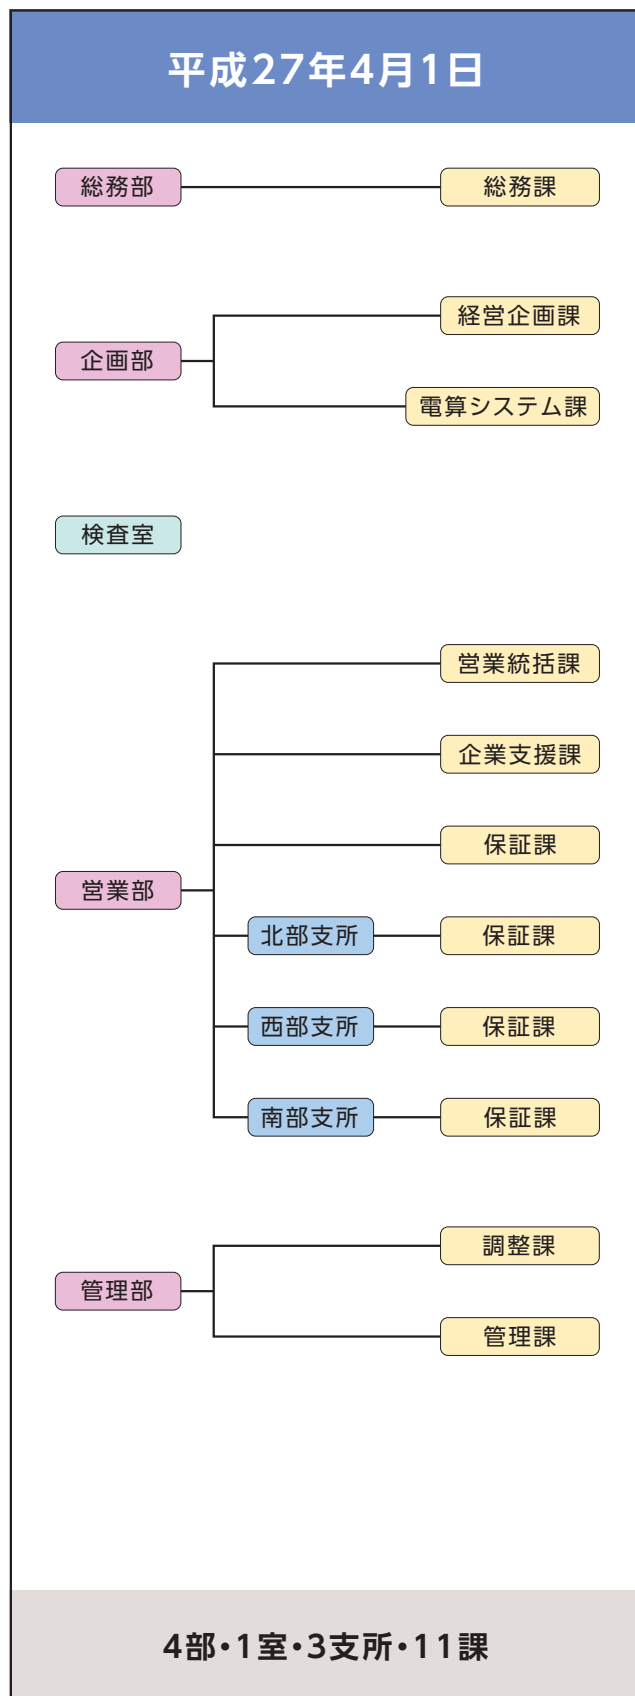 平成27年4月1日
総務部
総務課
企画部
経営企画課
電算システム課
検査室
営業部
営業統括課
企業支援課
保証課
北部支所
保証課
西部支所
保証課
南部支所
保証課
管理部
調整課
管理課
4部・1室・3支所・11課